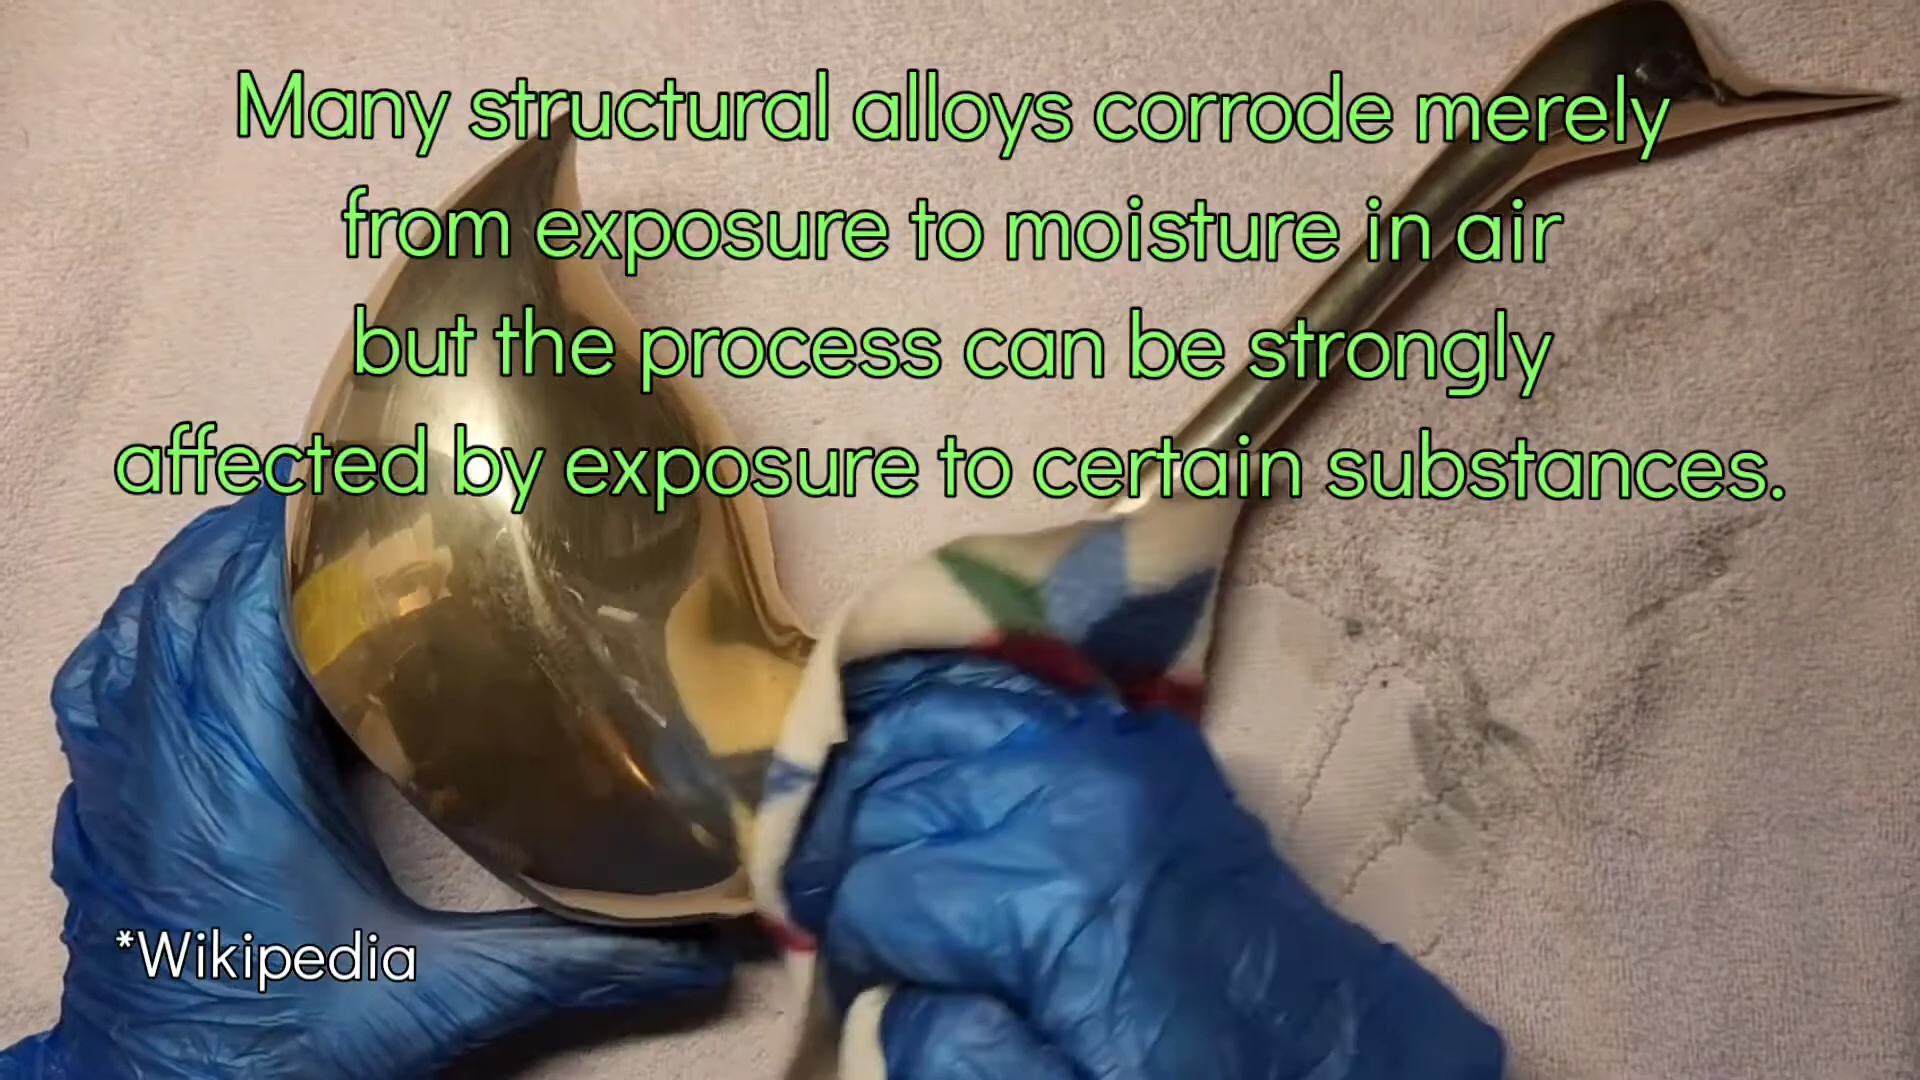 Many structural alloys corrode merely
from exposure to moisture in air
but the process can be strongly
affected by exposure to certain substances.
*Wikipedia